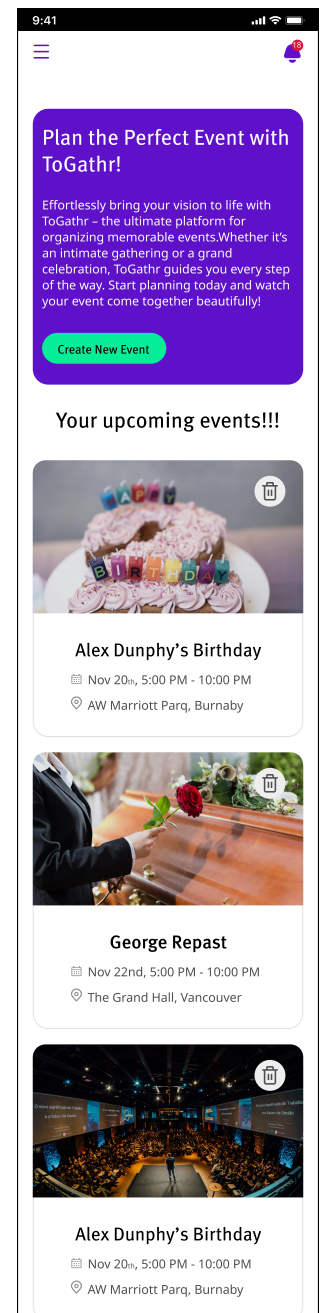 9:41
18
Plan the Perfect Event with
ToGathr!
Effortlessly bring your vision to life with
ToGathr – the ultimate platform for
organizing memorable events.Whether it's
an intimate gathering or a grand
celebration, ToGathr guides you every step
of the way. Start planning today and watch
your event come together beautifully!
Create New Event
Your upcoming events!!!
HAPPY
BIRTHDAY
Alex Dunphy’s Birthday
Nov 20th, 5:00 PM - 10:00 PM
AW Marriott Parq, Burnaby
George Repast
Nov 22nd, 5:00 PM - 10:00 PM
The Grand Hall, Vancouver
Alex Dunphy’s Birthday
Nov 20th, 5:00 PM - 10:00 PM
AW Marriott Parq, Burnaby